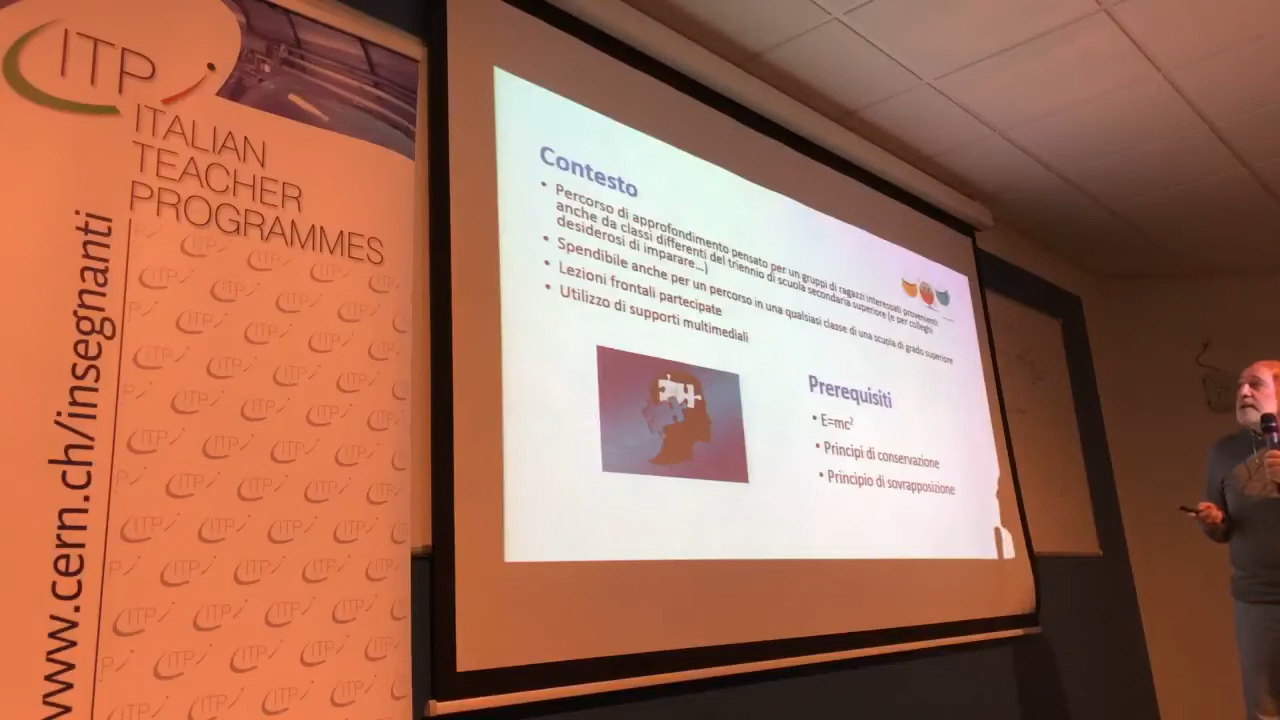 ITP
ITALIAN
TEACHER
PROGRAMMES
www.cern.ch/insegnanti
Contesto
• Percorso di approfondimento pensato per un gruppi di ragazzi interessati provenienti
anche da classi differenti del triennio di scuola secondaria superiore (e per colleghi
desiderosi di imparare...)
• Spendibile anche per un percorso in una qualsiasi classe di una scuola di grado superiore
• Lezioni frontali partecipate
• Utilizzo di supporti multimediali
Prerequisiti
• E=mc²
• Principi di conservazione
• Principio di sovrapposizione